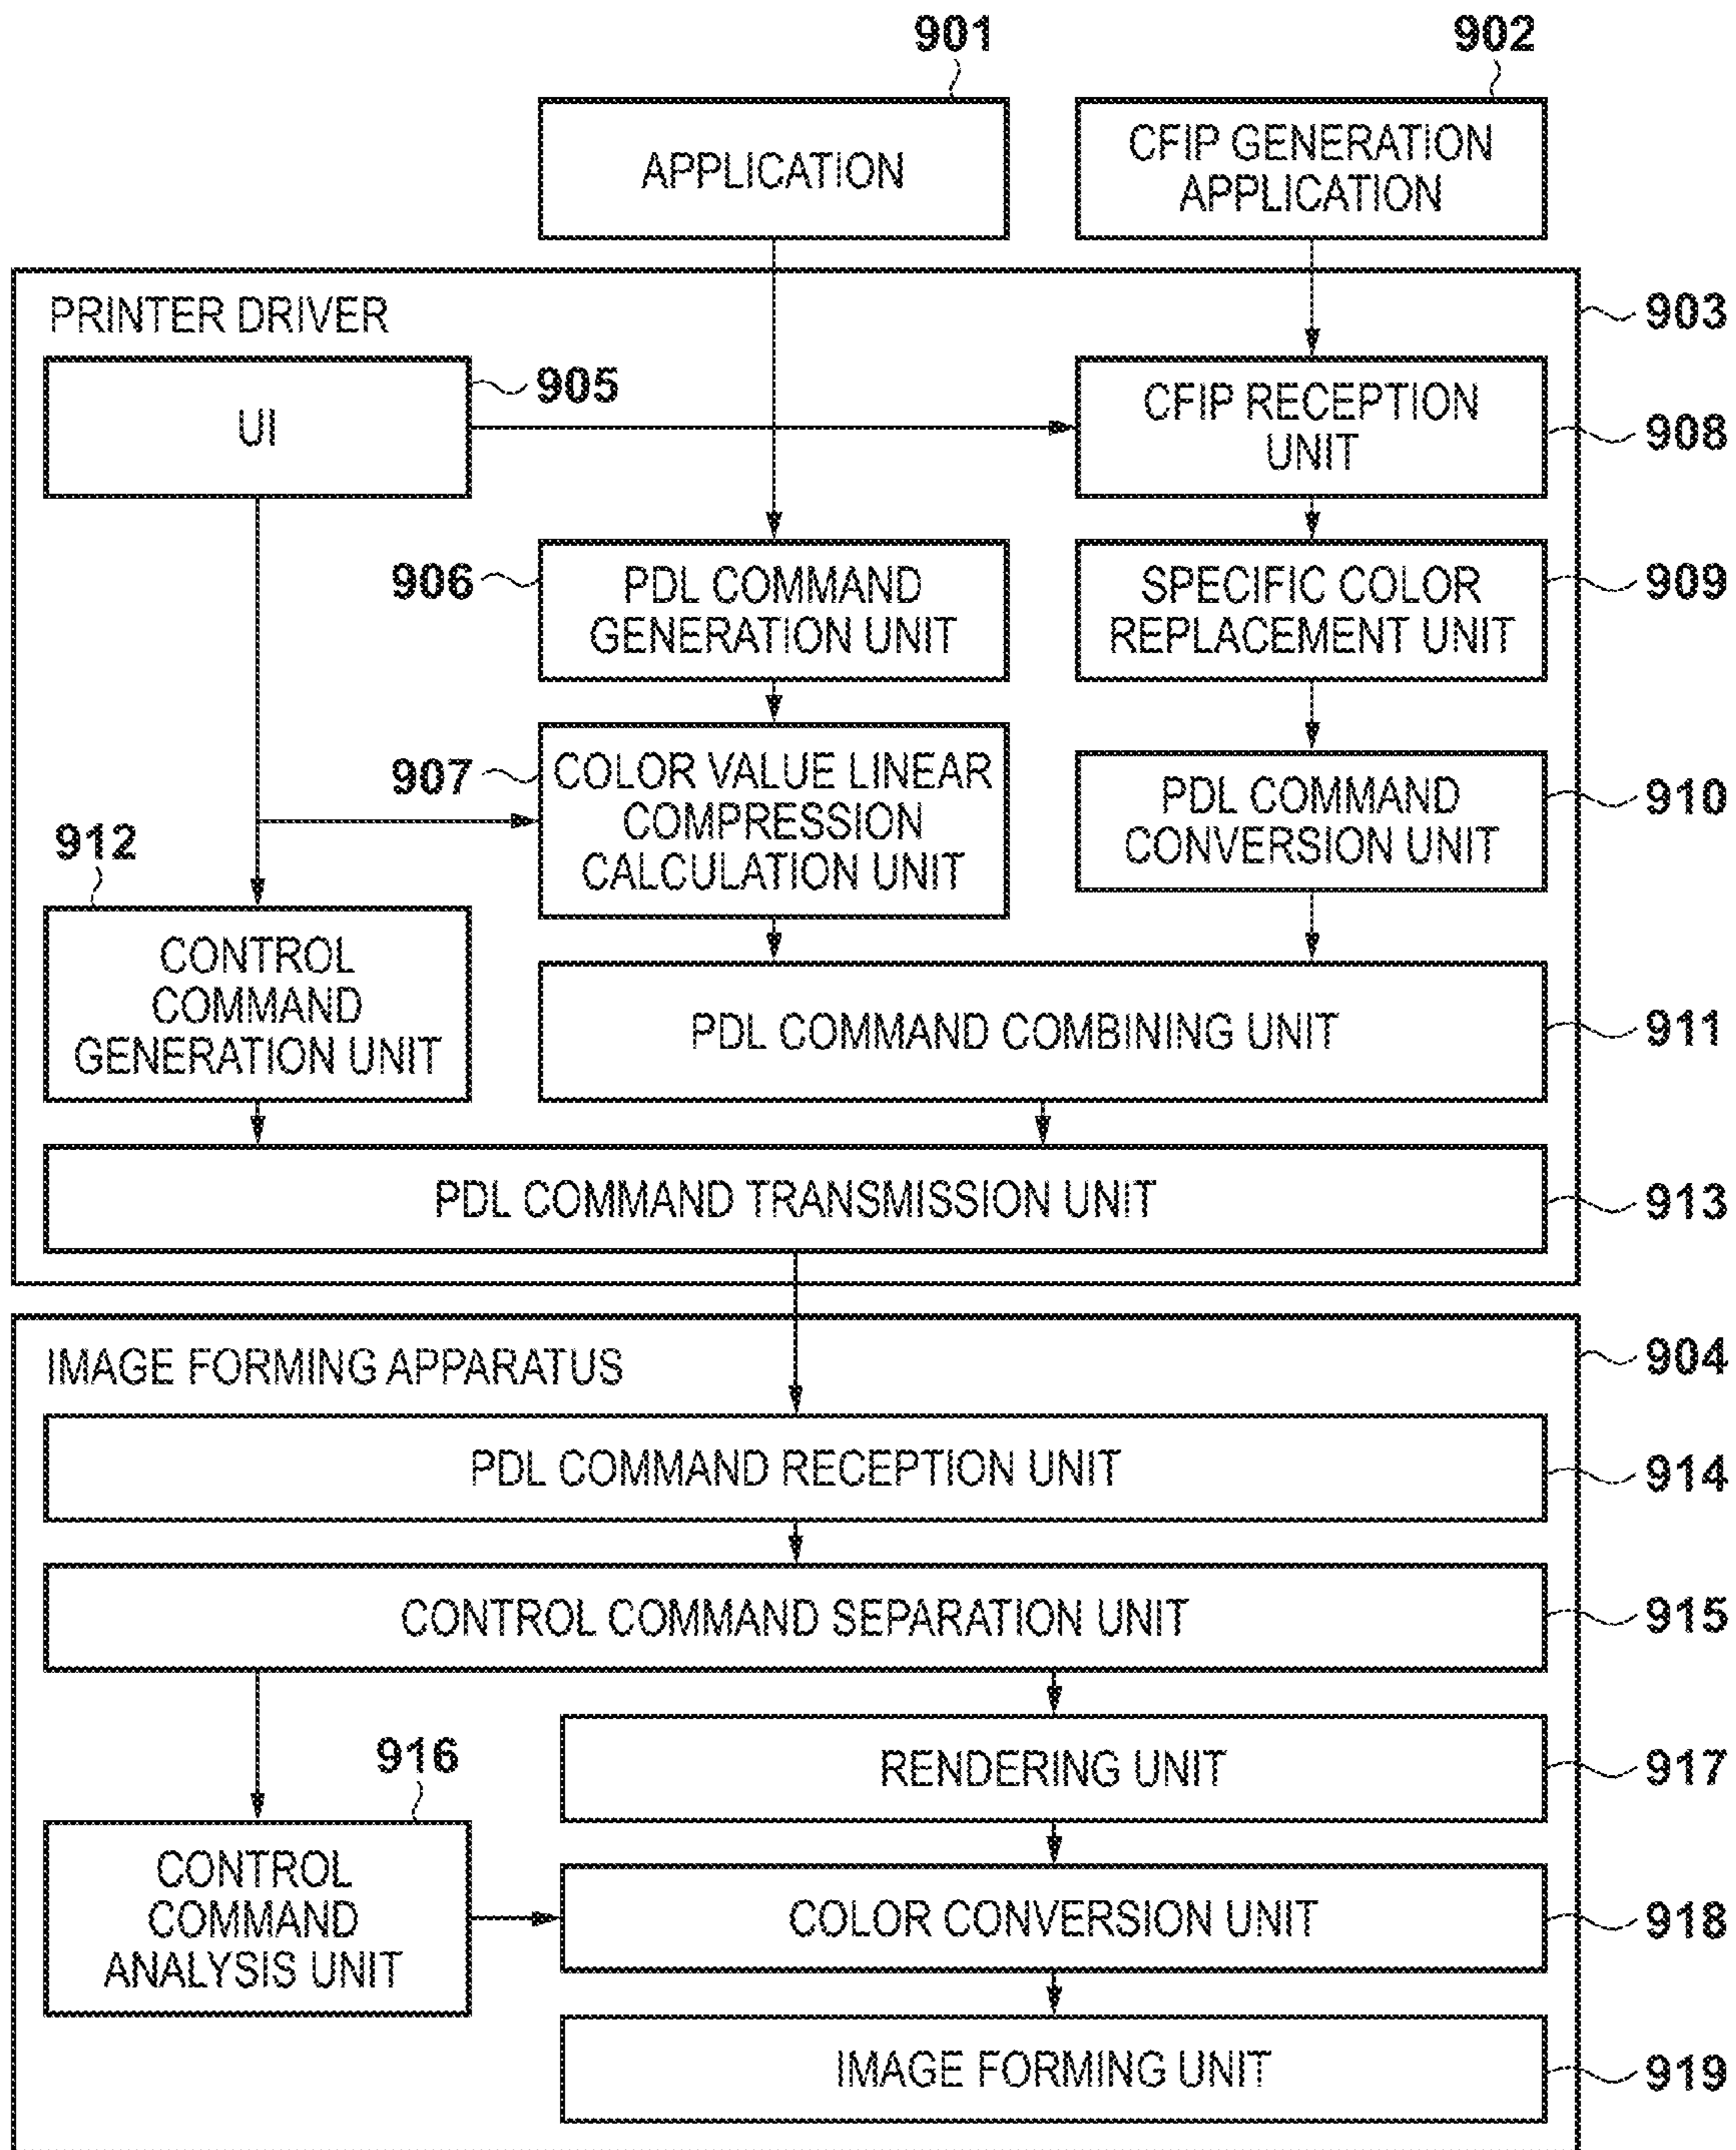 901
902
APPLICATION
CFIP GENERATION
APPLICATION
PRINTER DRIVER
903
UI
905
CFIP RECEPTION
UNIT
908
906
PDL COMMAND
GENERATION UNIT
SPECIFIC COLOR
REPLACEMENT UNIT
909
907
COLOR VALUE LINEAR
COMPRESSION
CALCULATION UNIT
PDL COMMAND
CONVERSION UNIT
910
912
CONTROL
COMMAND
GENERATION UNIT
PDL COMMAND COMBINING UNIT
911
PDL COMMAND TRANSMISSION UNIT
913
IMAGE FORMING APPARATUS
904
PDL COMMAND RECEPTION UNIT
914
CONTROL COMMAND SEPARATION UNIT
915
916
RENDERING UNIT
917
CONTROL
COMMAND
ANALYSIS UNIT
COLOR CONVERSION UNIT
918
IMAGE FORMING UNIT
919